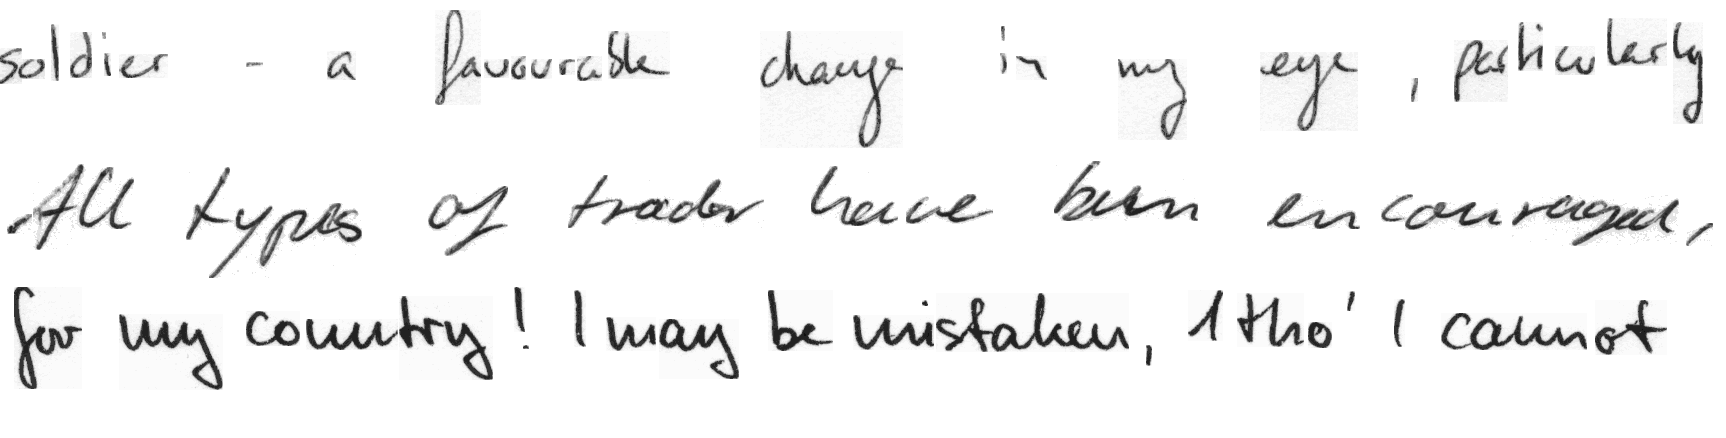 soldier - a favourable change in my eye, particularly
All types of trader have been encouraged,
for my country! I may be mistaken, 1tho' I cannot